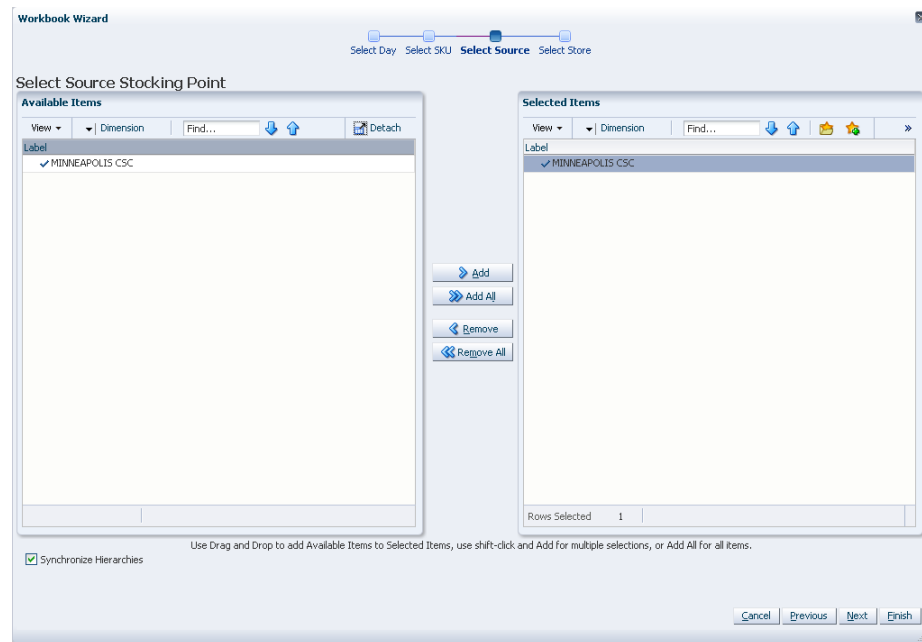 Workbook Wizard
Select Day Select SKU Select Source Select Store
Select Source Stocking Point
Available Items
View Dimension Find... Detach
Label
MINNEAPOLIS CSC
Selected Items
View Dimension Find... »
Label
MINNEAPOLIS CSC
Add
Add All
Remove
Remove All
Rows Selected 1
Use Drag and Drop to add Available Items to Selected Items, use shift-click and Add for multiple selections, or Add All for all items.
Synchronize Hierarchies
Cancel Previous Next Finish